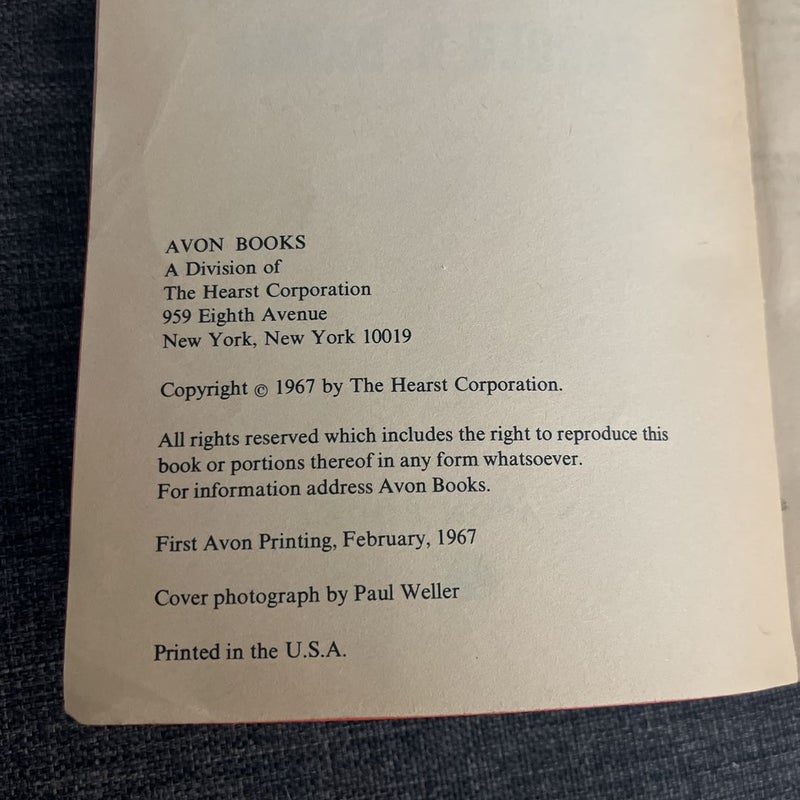 AVON BOOKS
A Division of
The Hearst Corporation
959 Eighth Avenue
New York, New York 10019
Copyright © 1967 by The Hearst Corporation.
All rights reserved which includes the right to reproduce this
book or portions thereof in any form whatsoever.
For information address Avon Books.
First Avon Printing, February, 1967
Cover photograph by Paul Weller
Printed in the U.S.A.